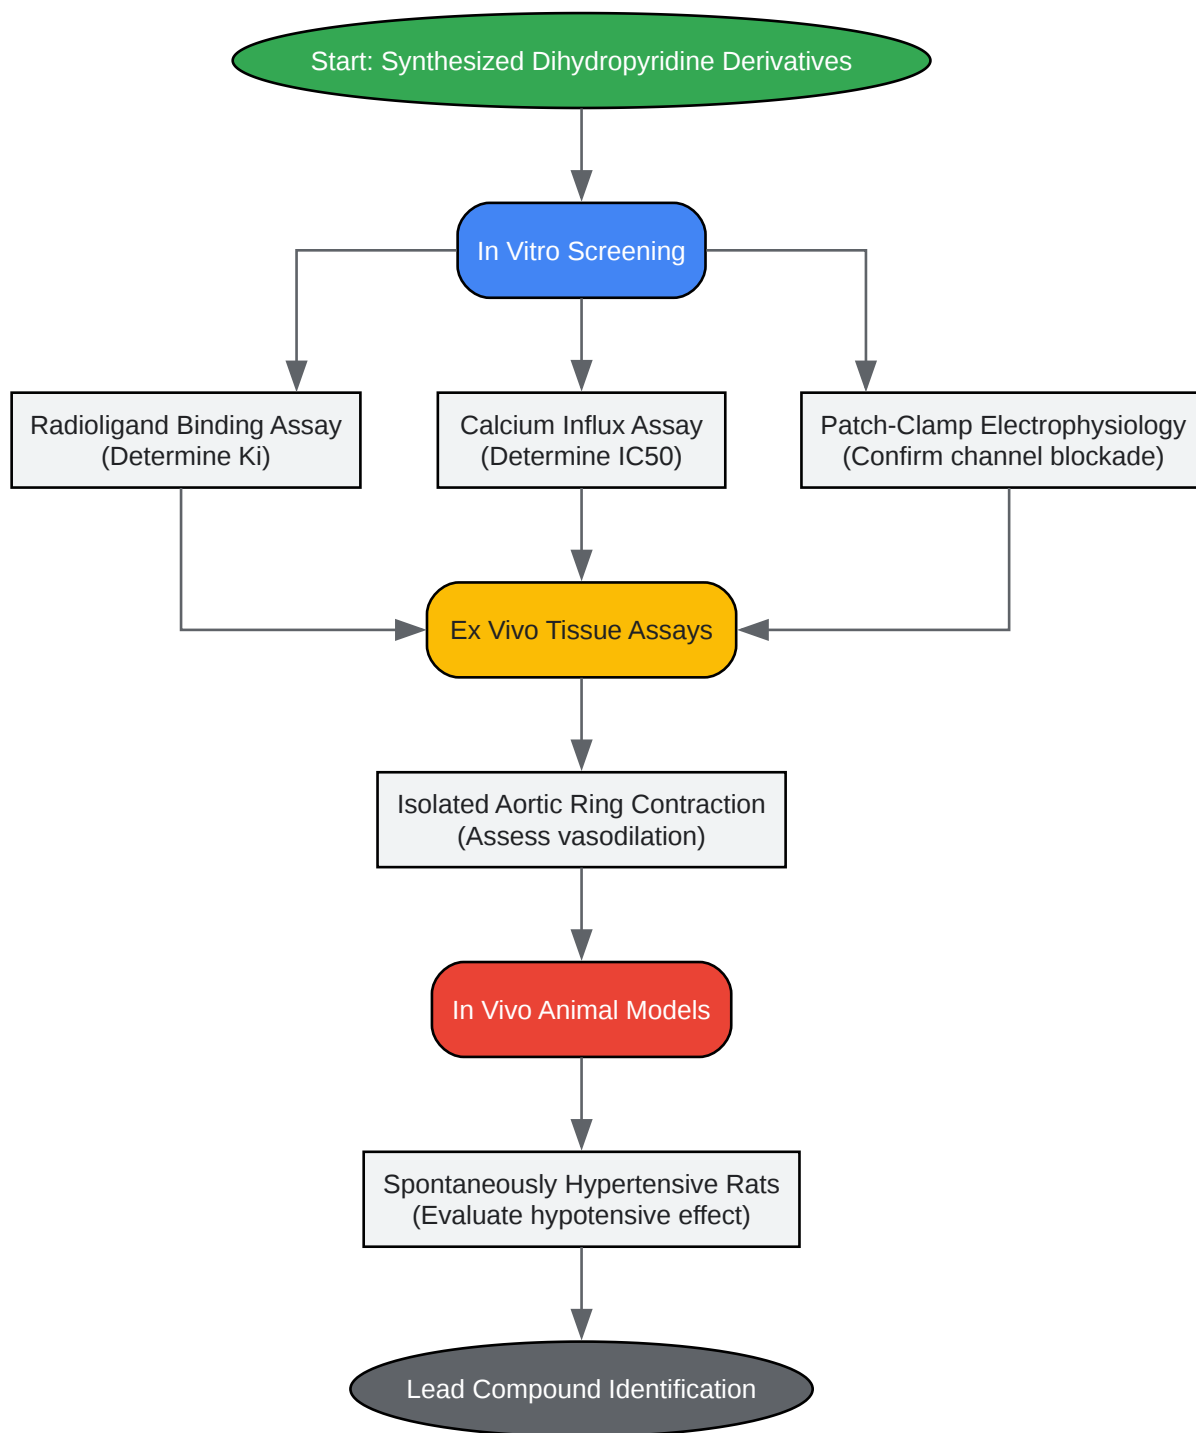 Start: Synthesized Dihydropyridine Derivatives
In Vitro Screening
Radioligand Binding Assay
(Determine Ki)
Calcium Influx Assay
(Determine IC50)
Patch-Clamp Electrophysiology
(Confirm channel blockade)
Ex Vivo Tissue Assays
Isolated Aortic Ring Contraction
(Assess vasodilation)
In Vivo Animal Models
Spontaneously Hypertensive Rats
(Evaluate hypotensive effect)
Lead Compound Identification